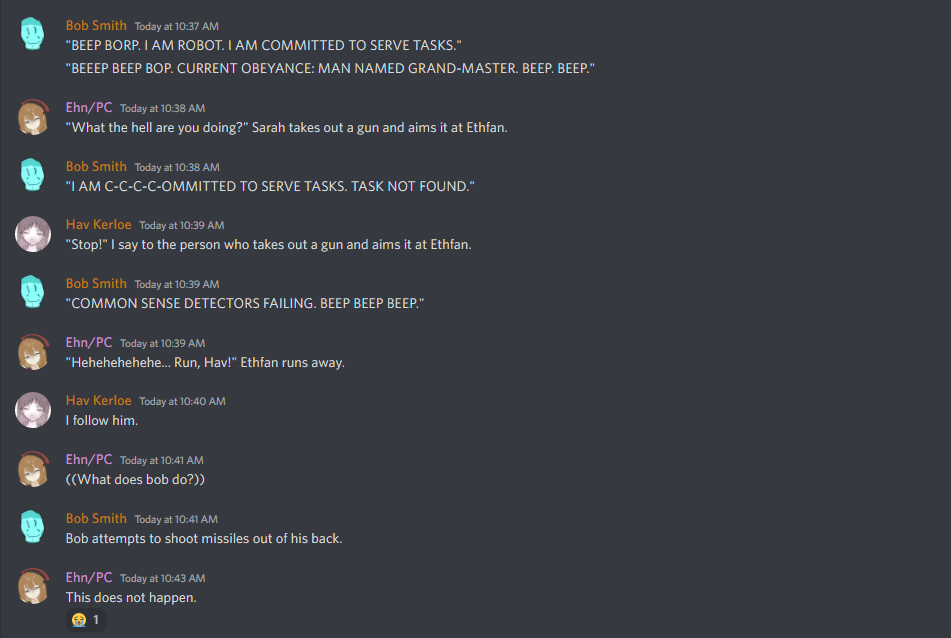 Bob Smith Today at 10:37 AM
"BEEP BORP. I AM ROBOT. I AM COMMITTED TO SERVE TASKS."
"BEEEP BEEP BOP. CURRENT OBEYANCE: MAN NAMED GRAND-MASTER. BEEP. BEEP."
Ehn/PC Today at 10:38 AM
"What the hell are you doing?" Sarah takes out a gun and aims it at Ethfan.
Bob Smith Today at 10:38 AM
"I AM C-C-C-C-OMMITTED TO SERVE TASKS. TASK NOT FOUND."
Hav Kerloe Today at 10:39 AM
"Stop!" I say to the person who takes out a gun and aims it at Ethfan.
Bob Smith Today at 10:39 AM
"COMMON SENSE DETECTORS FAILING. BEEP BEEP BEEP."
Ehn/PC Today at 10:39 AM
"Hehehehehehe... Run, Hav!" Ethfan runs away.
Hav Kerloe Today at 10:40 AM
I follow him.
Ehn/PC Today at 10:41 AM
((What does bob do?))
Bob Smith Today at 10:41 AM
Bob attempts to shoot missiles out of his back.
Ehn/PC Today at 10:43 AM
This does not happen.
😭 1